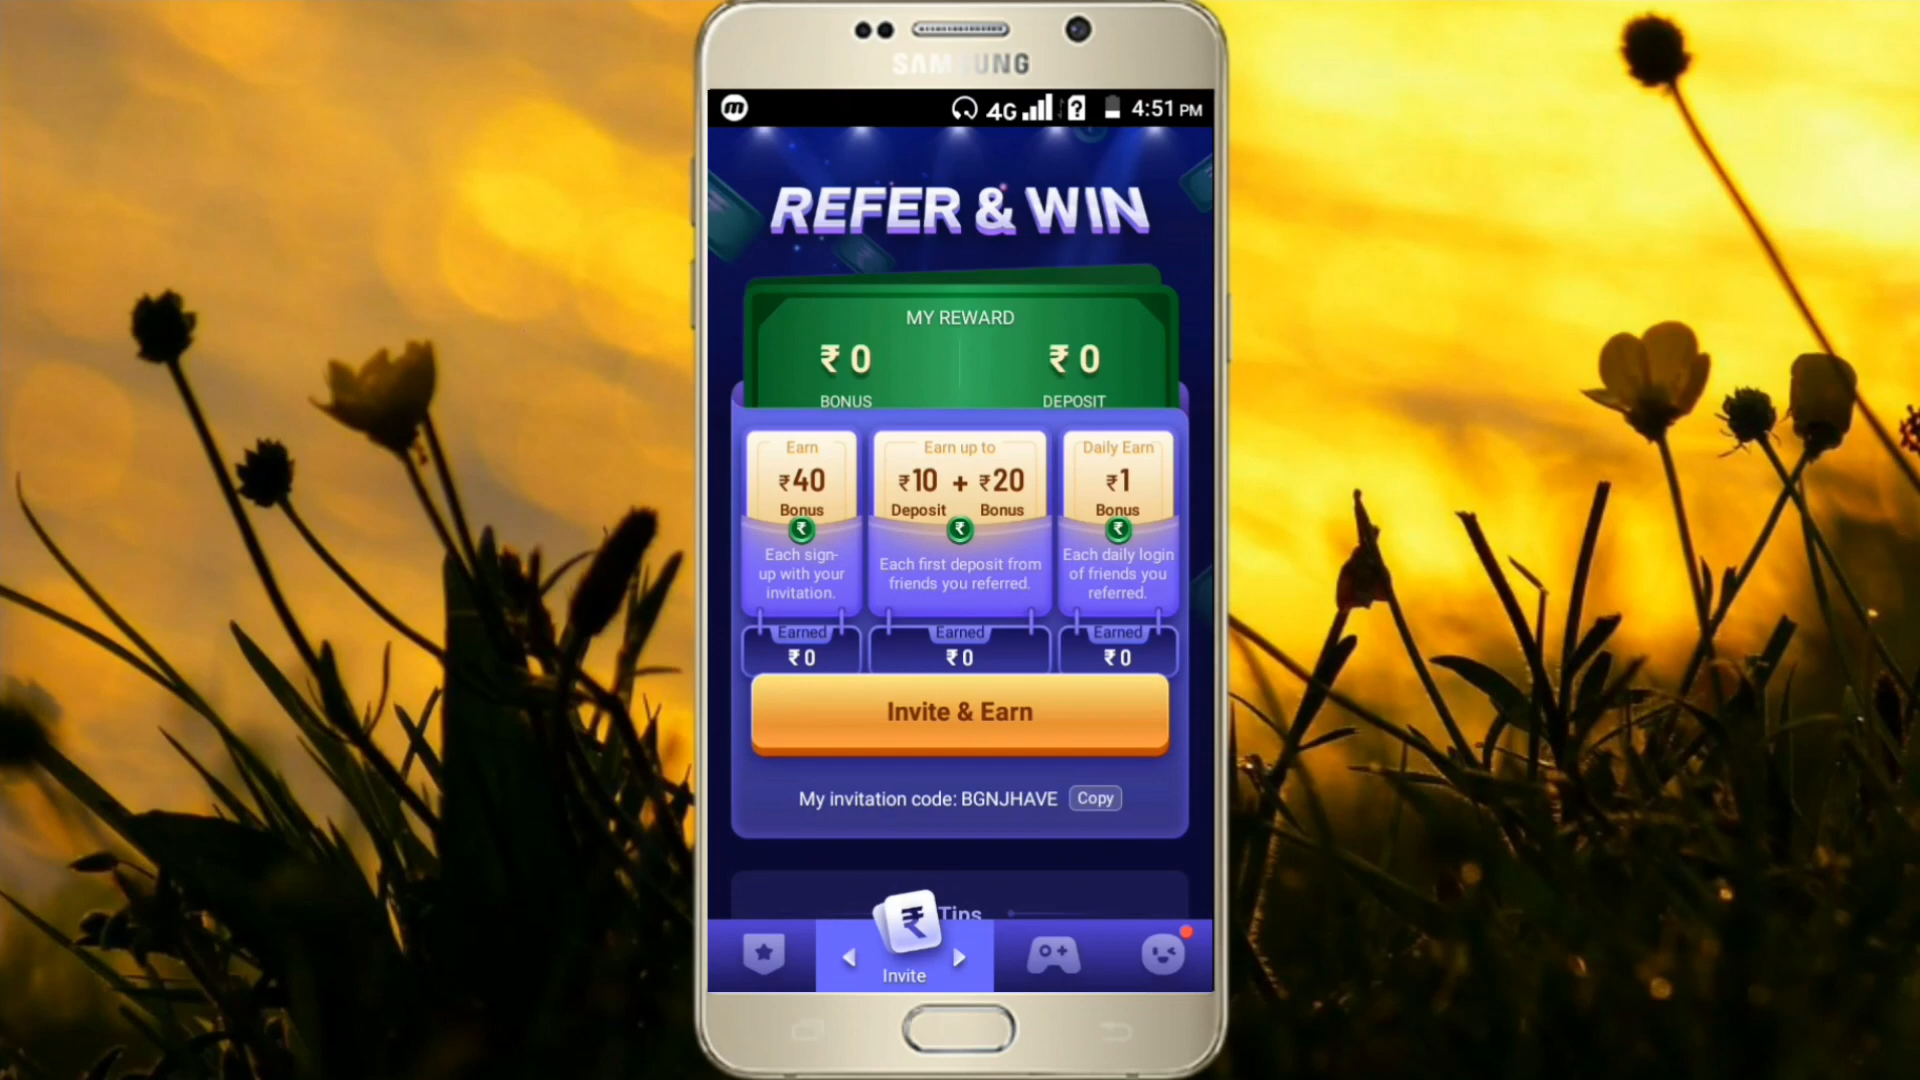 SAMSUNG
4G 4:51 PM
REFER & WIN
MY REWARD
₹ 0 ₹ 0
BONUS DEPOSIT
Earn
₹40
Bonus
Each sign-
up with your
invitation.
Earn up to
₹10 + ₹20
Deposit Bonus
Each first deposit from
friends you referred.
Daily Earn
₹1
Bonus
Each daily login
of friends you
referred.
Earned Earned Earned
₹0 ₹0 ₹0
Invite & Earn
My invitation code: BGNJHAVE Copy
Tips
Invite